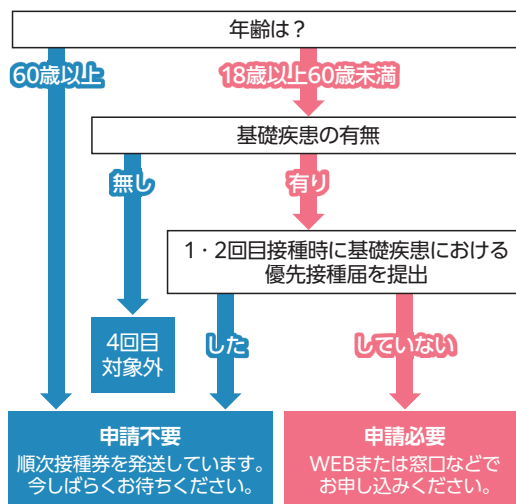 年齢は？
60歳以上
18歳以上60歳未満
基礎疾患の有無
無し
有り
1・2回目接種時に基礎疾患における
優先接種届を提出
4回目
対象外
した
していない
申請不要
順次接種券を発送しています。
今しばらくお待ちください。
申請必要
WEBまたは窓口などで
お申し込みください。